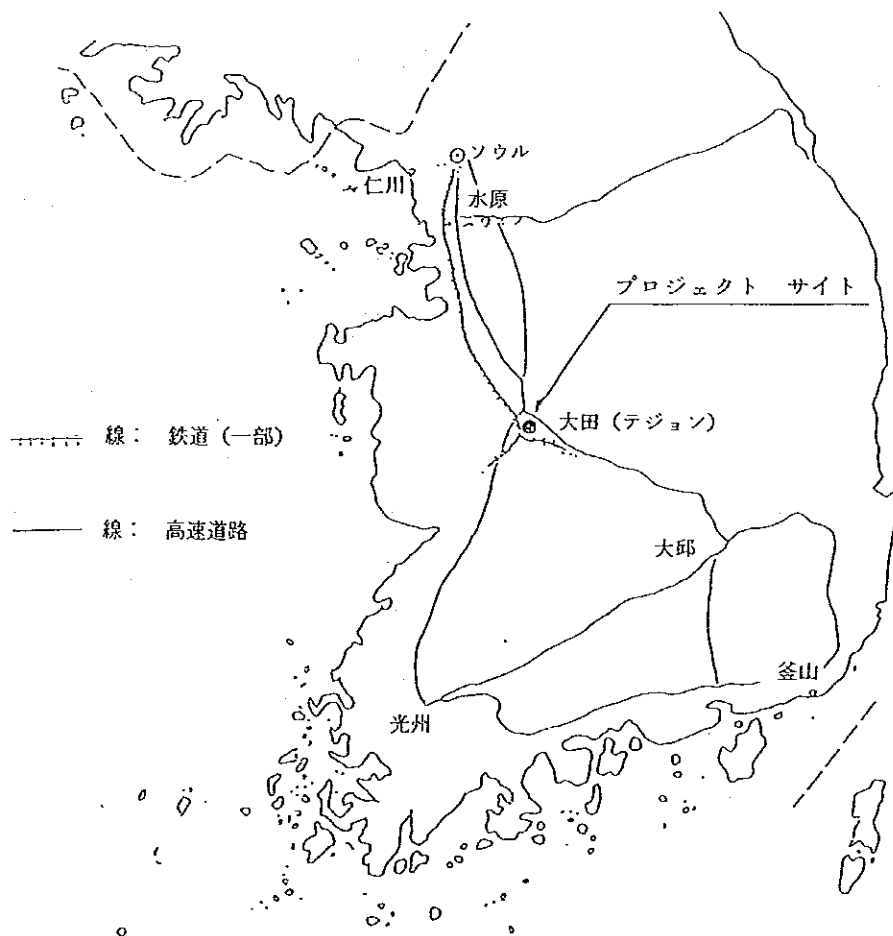 ソウル
仁川
水原
プロジェクト サイト
大田 (テジョン)
線: 鉄道 (一部)
線: 高速道路
大邱
釜山
光州